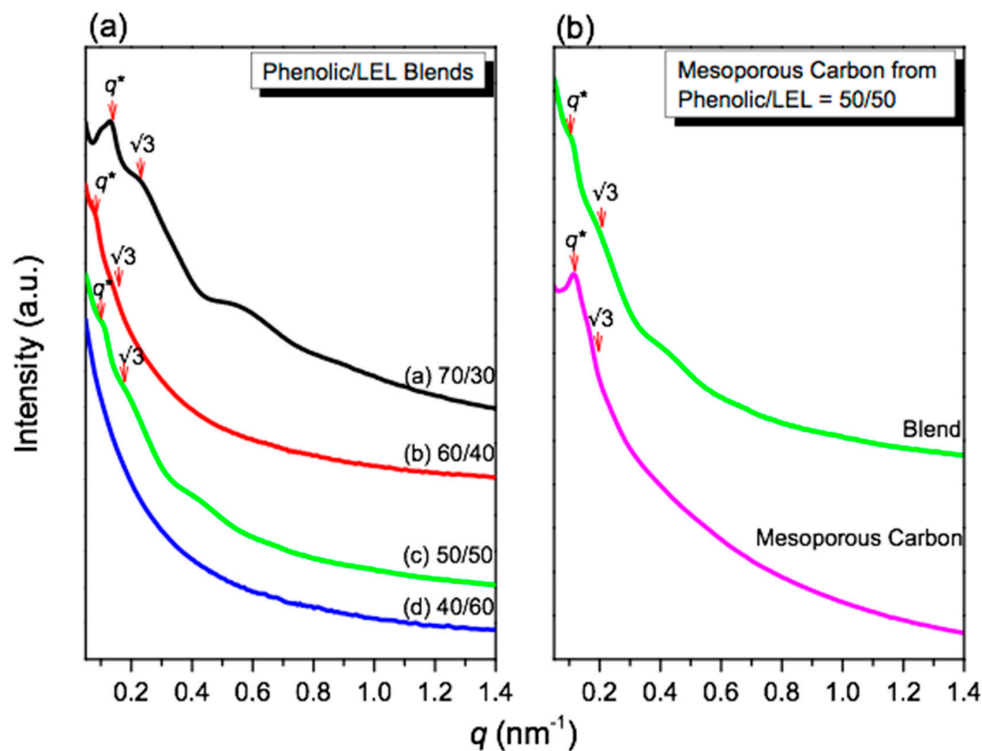 (a)
Phenolic/LEL Blends
q*
√3
q*
√3
q*
√3
(a) 70/30
(b) 60/40
(c) 50/50
(d) 40/60
0.2 0.4 0.6 0.8 1.0 1.2 1.4
(b)
Mesoporous Carbon from
Phenolic/LEL = 50/50
q*
√3
q*
√3
Blend
Mesoporous Carbon
0.2 0.4 0.6 0.8 1.0 1.2 1.4
Intensity (a.u.)
q (nm⁻¹)